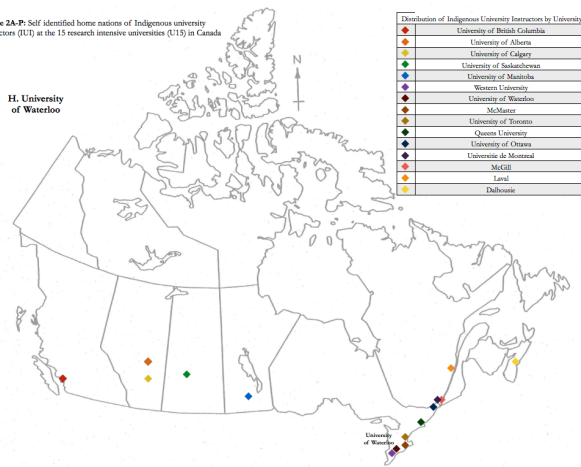 e 2A-P: Self identified home nations of Indigenous university
ctors (IUI) at the 15 research intensive universities (U15) in Canada
H. University
of Waterloo
N
Distribution of Indigenous University Instructors by University
University of British Columbia
University of Alberta
University of Calgary
University of Saskatchewan
University of Manitoba
Western University
University of Waterloo
McMaster
University of Toronto
Queens University
University of Ottawa
Université de Montreal
McGill
Laval
Dalhousie
University
of Waterloo